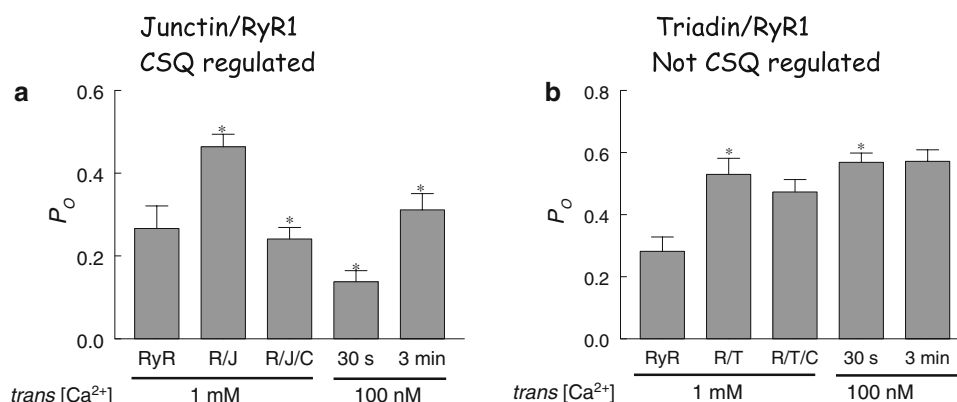 Junctin/RyR1
CSQ regulated
a
0.6
0.4
0.2
0.0
P_O
*
*
*
*
RyR R/J R/J/C 30 s 3 min
trans [Ca²⁺] 1 mM 100 nM
Triadin/RyR1
Not CSQ regulated
b
0.8
0.6
0.4
0.2
0.0
P_O
*
*
RyR R/T R/T/C 30 s 3 min
trans [Ca²⁺] 1 mM 100 nM